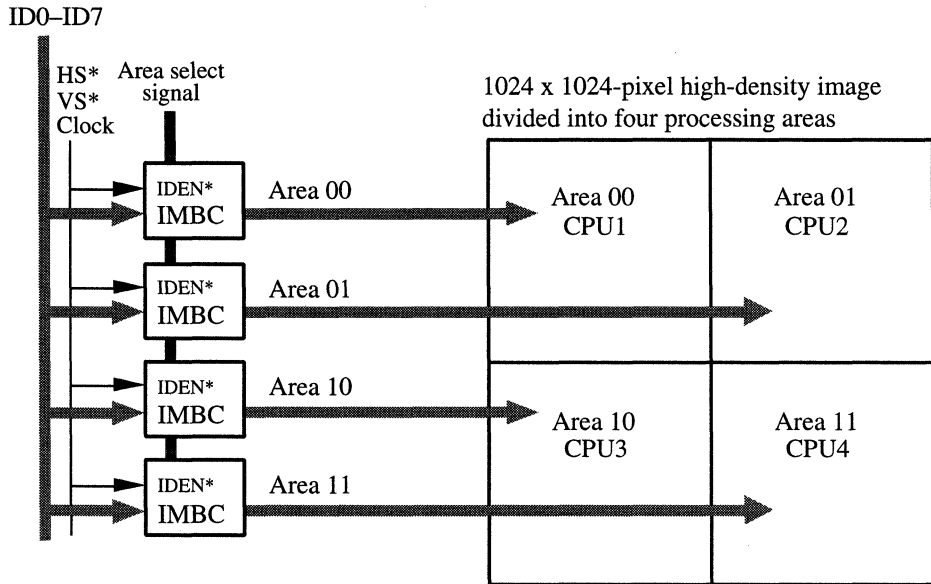 ID0–ID7
HS*
VS*
Clock
Area select
signal
1024 x 1024-pixel high-density image
divided into four processing areas
IDEN*
IMBC
Area 00
IDEN*
IMBC
Area 01
IDEN*
IMBC
Area 10
IDEN*
IMBC
Area 11
Area 00
CPU1
Area 01
CPU2
Area 10
CPU3
Area 11
CPU4